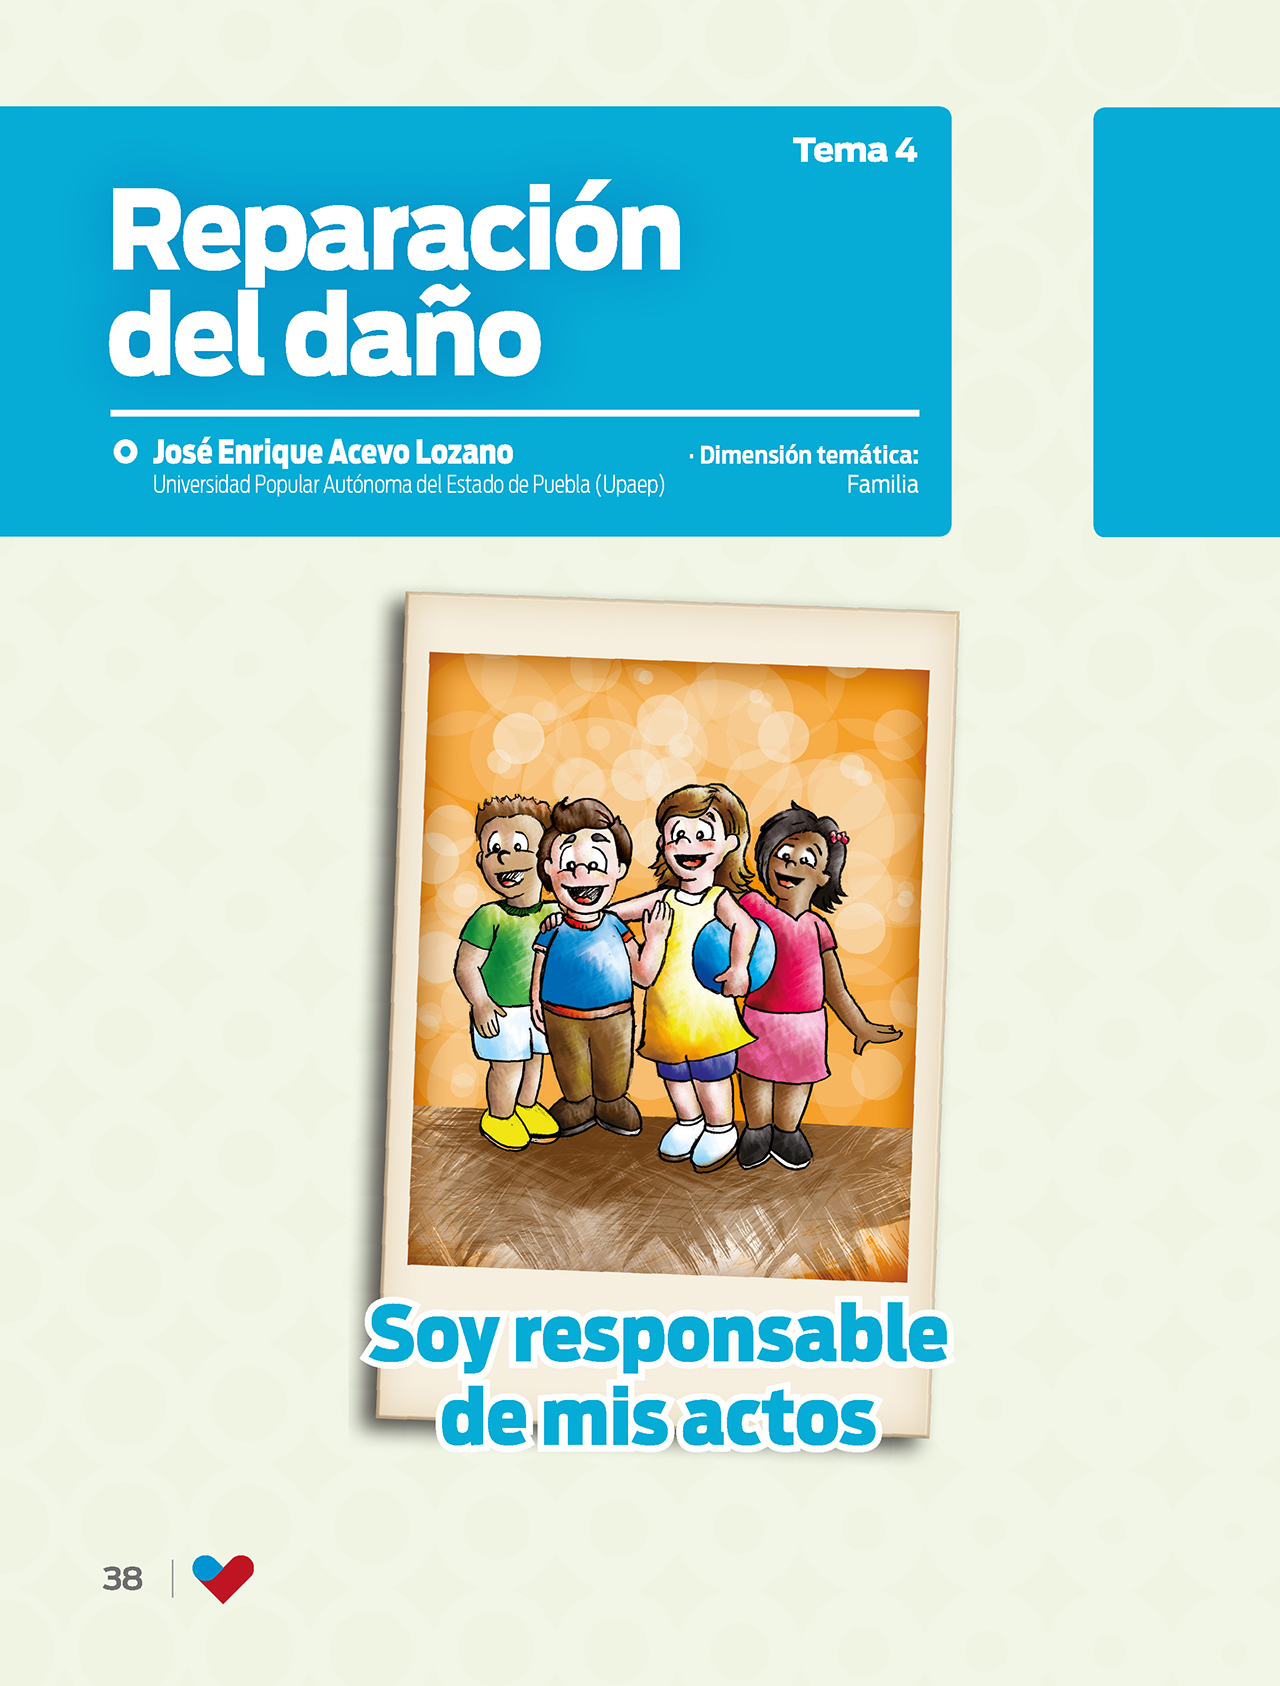 Tema 4
Reparación
del daño
José Enrique Acevo Lozano
Universidad Popular Autónoma del Estado de Puebla (Upaep)
· Dimensión temática:
Familia
Soy responsable
de mis actos
38